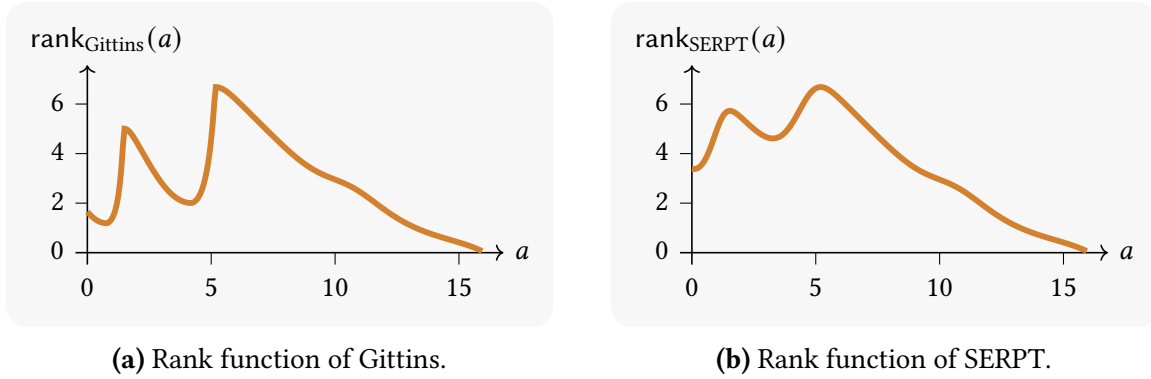 rank_Gittins(a)
6
4
2
0
0 5 10 15
a
(a) Rank function of Gittins.
rank_SERPT(a)
6
4
2
0
0 5 10 15
a
(b) Rank function of SERPT.